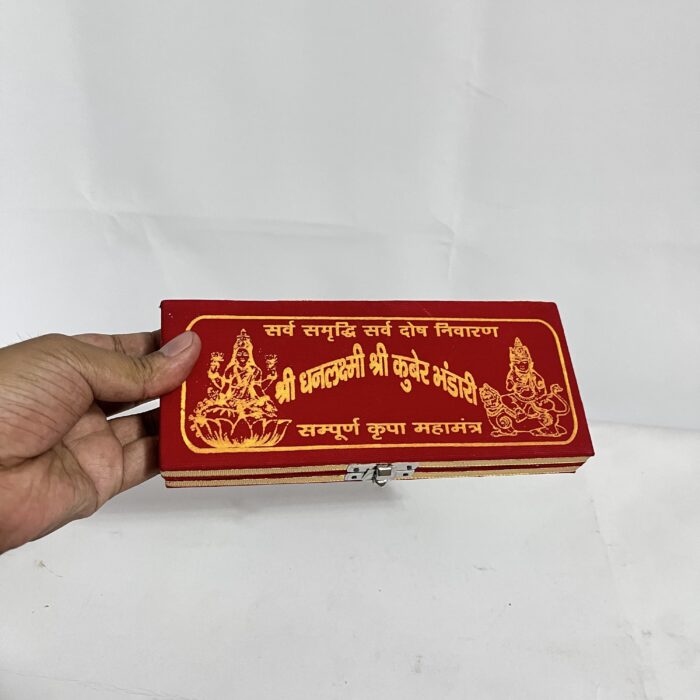 सर्व समृद्धि सर्व दोष निवारण
श्री धनलक्ष्मी श्री कुबेर भंडारी
सम्पूर्ण कृपा महामंत्र